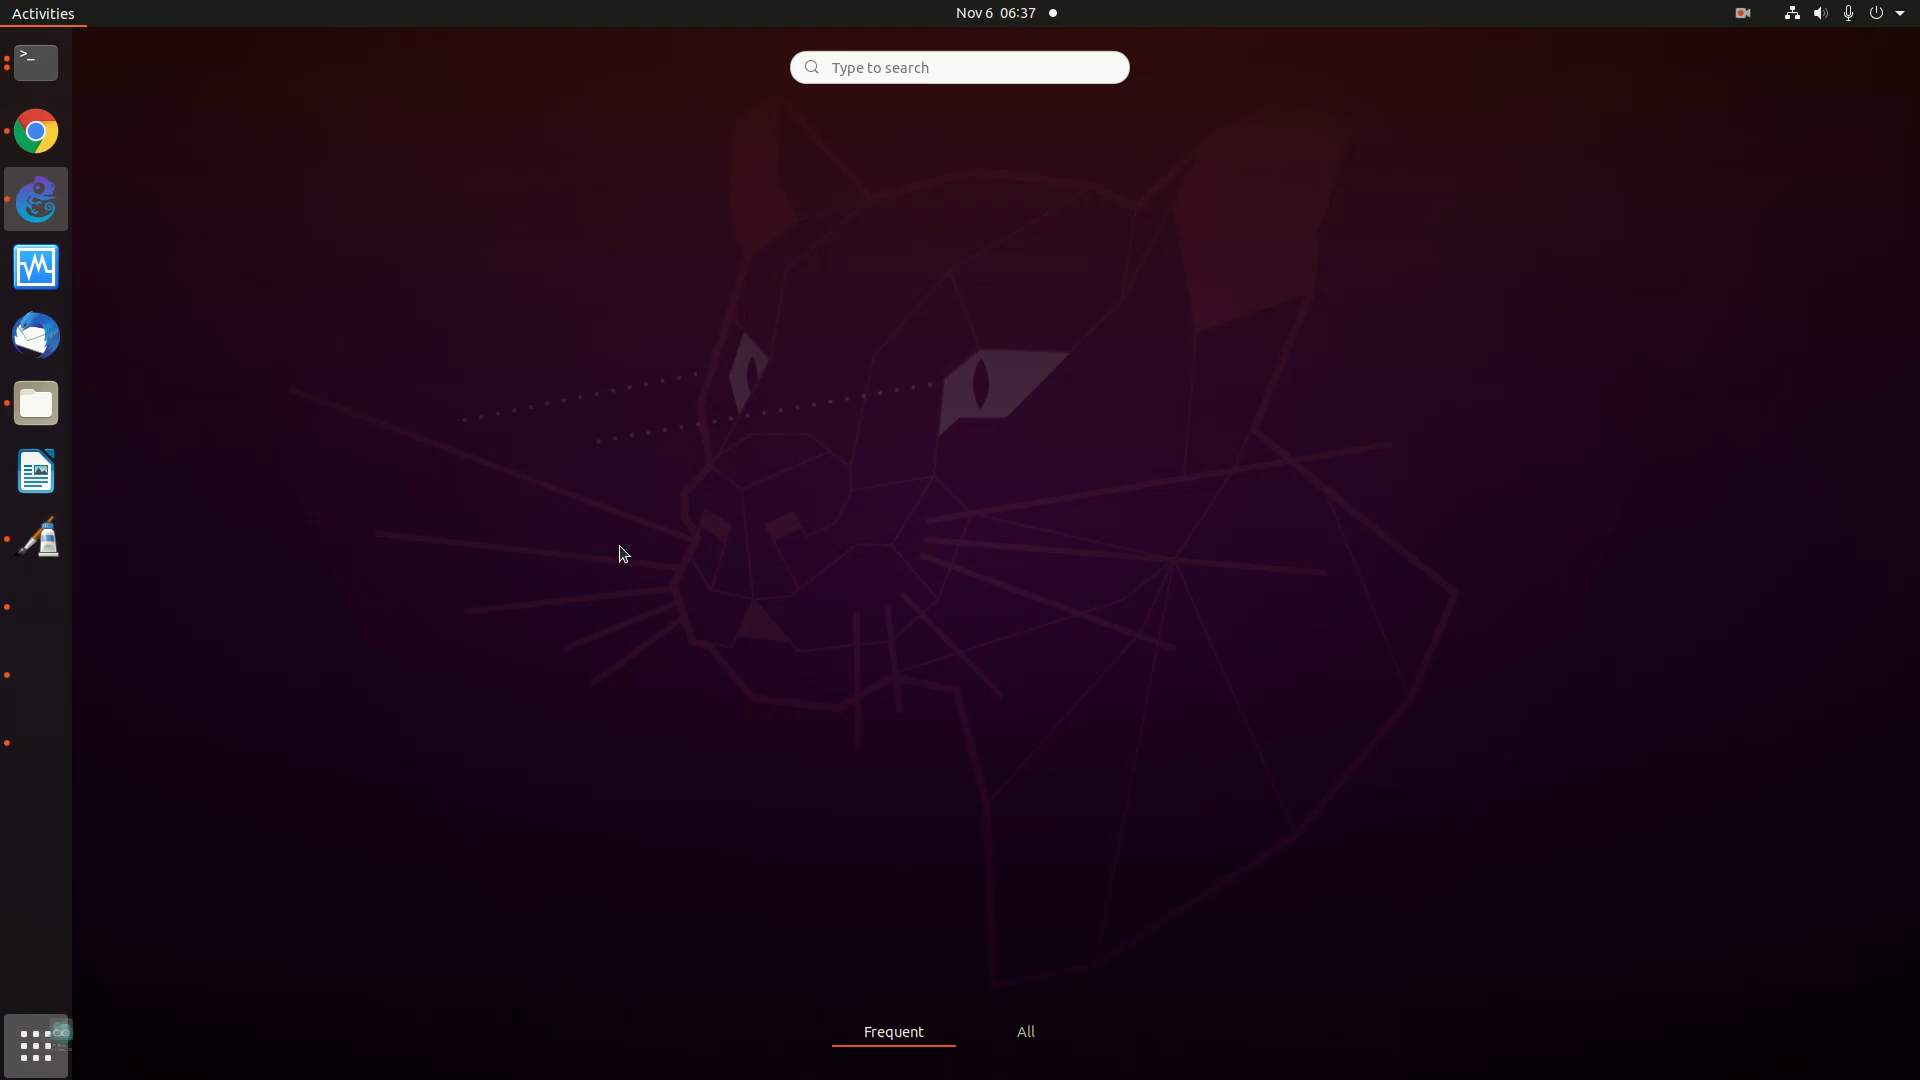 Activities
Nov 6 06:37
>_
Type to search
Frequent
All